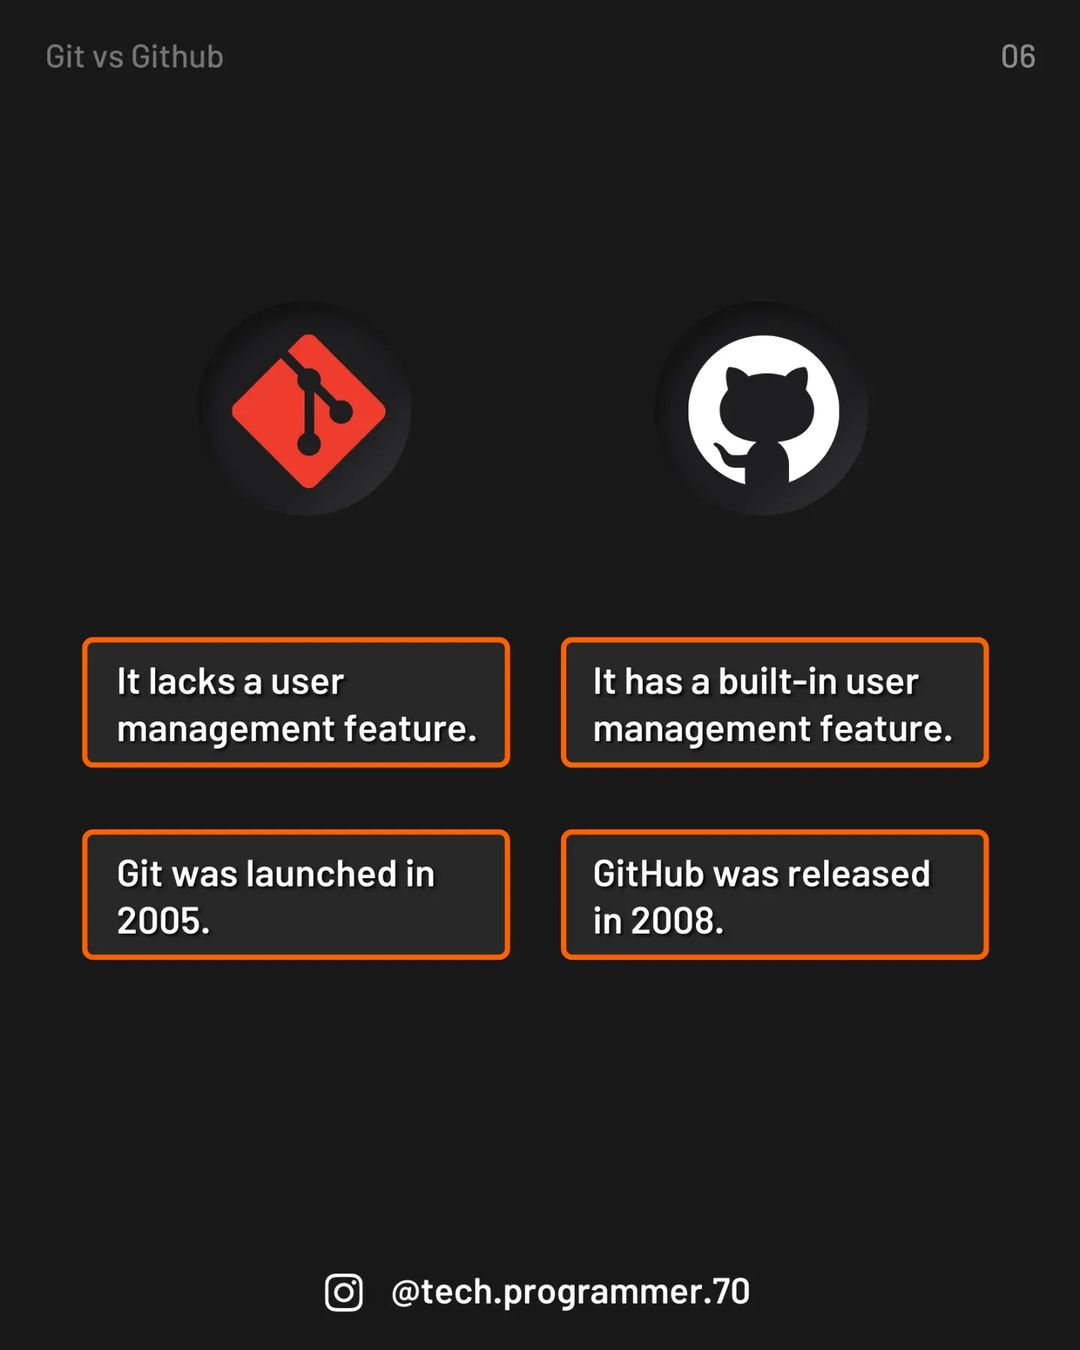 Git vs Github
06
It lacks a user
management feature.
It has a built-in user
management feature.
Git was launched in
2005.
GitHub was released
in 2008.
@tech.programmer.70